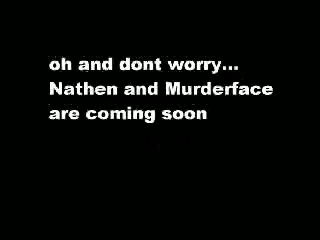 oh and dont worry...
Nathen and Murderface
are coming soon